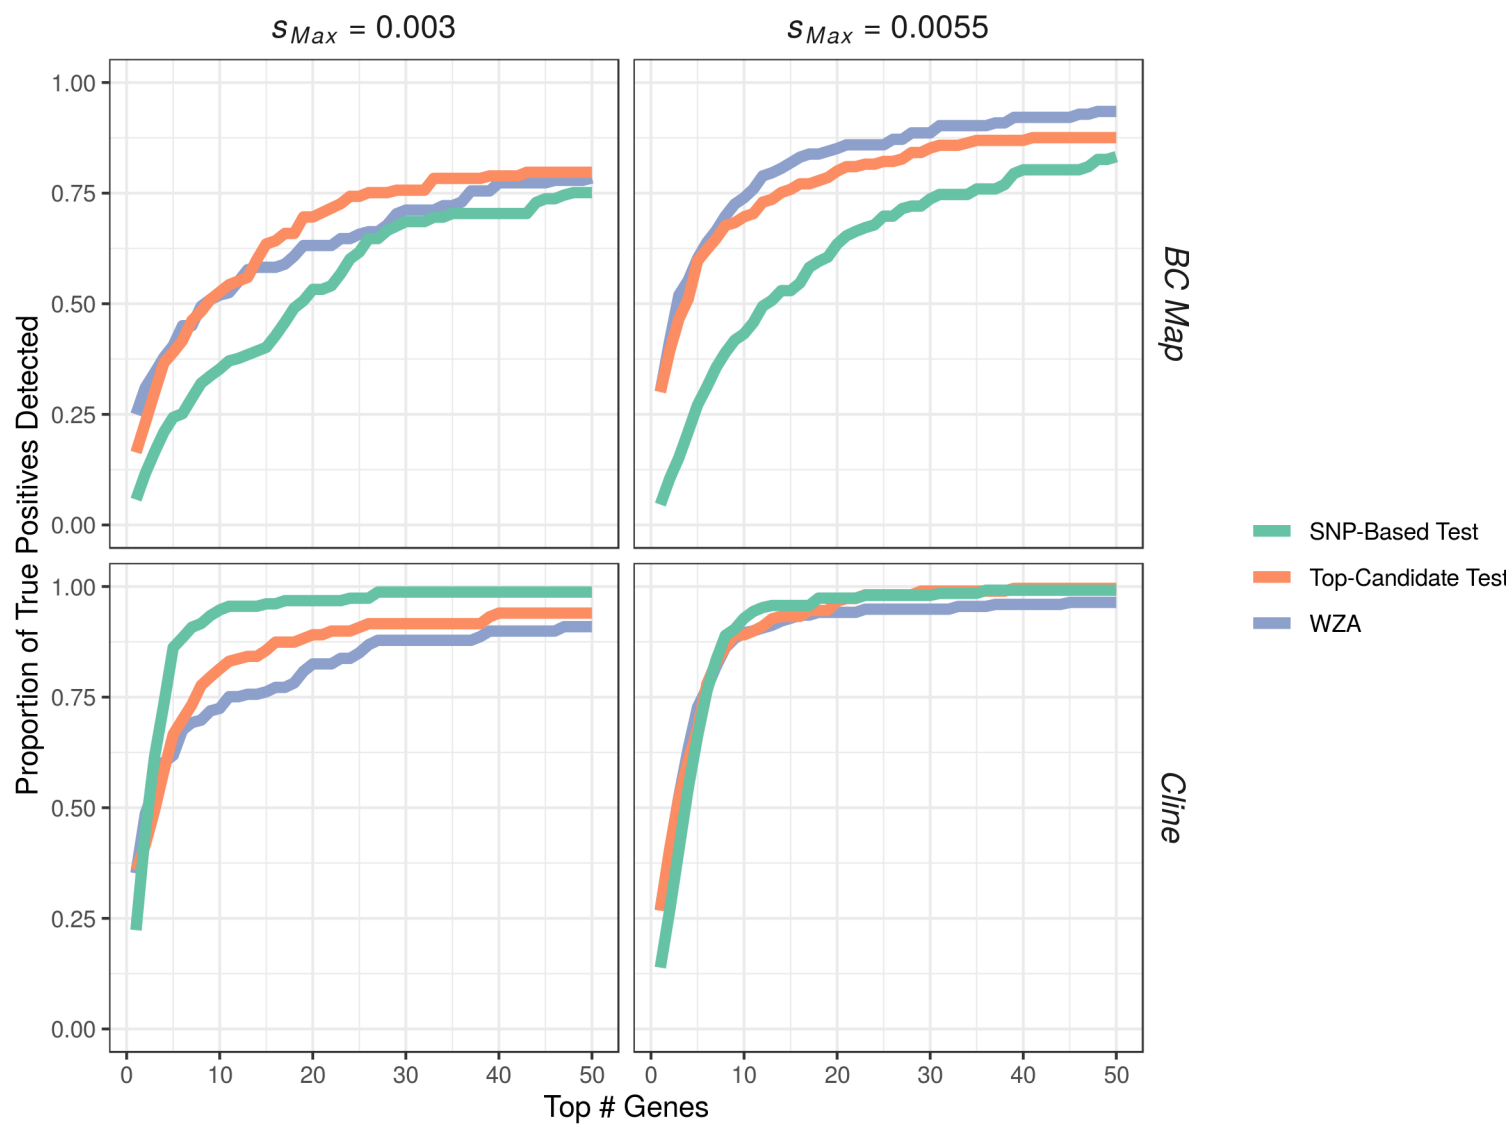 sMax = 0.003
sMax = 0.0055
1.00
0.75
0.50
0.25
0.00
BC Map
1.00
0.75
0.50
0.25
0.00
Cline
Proportion of True Positives Detected
0 10 20 30 40 50
0 10 20 30 40 50
Top # Genes
SNP-Based Test
Top-Candidate Test
WZA